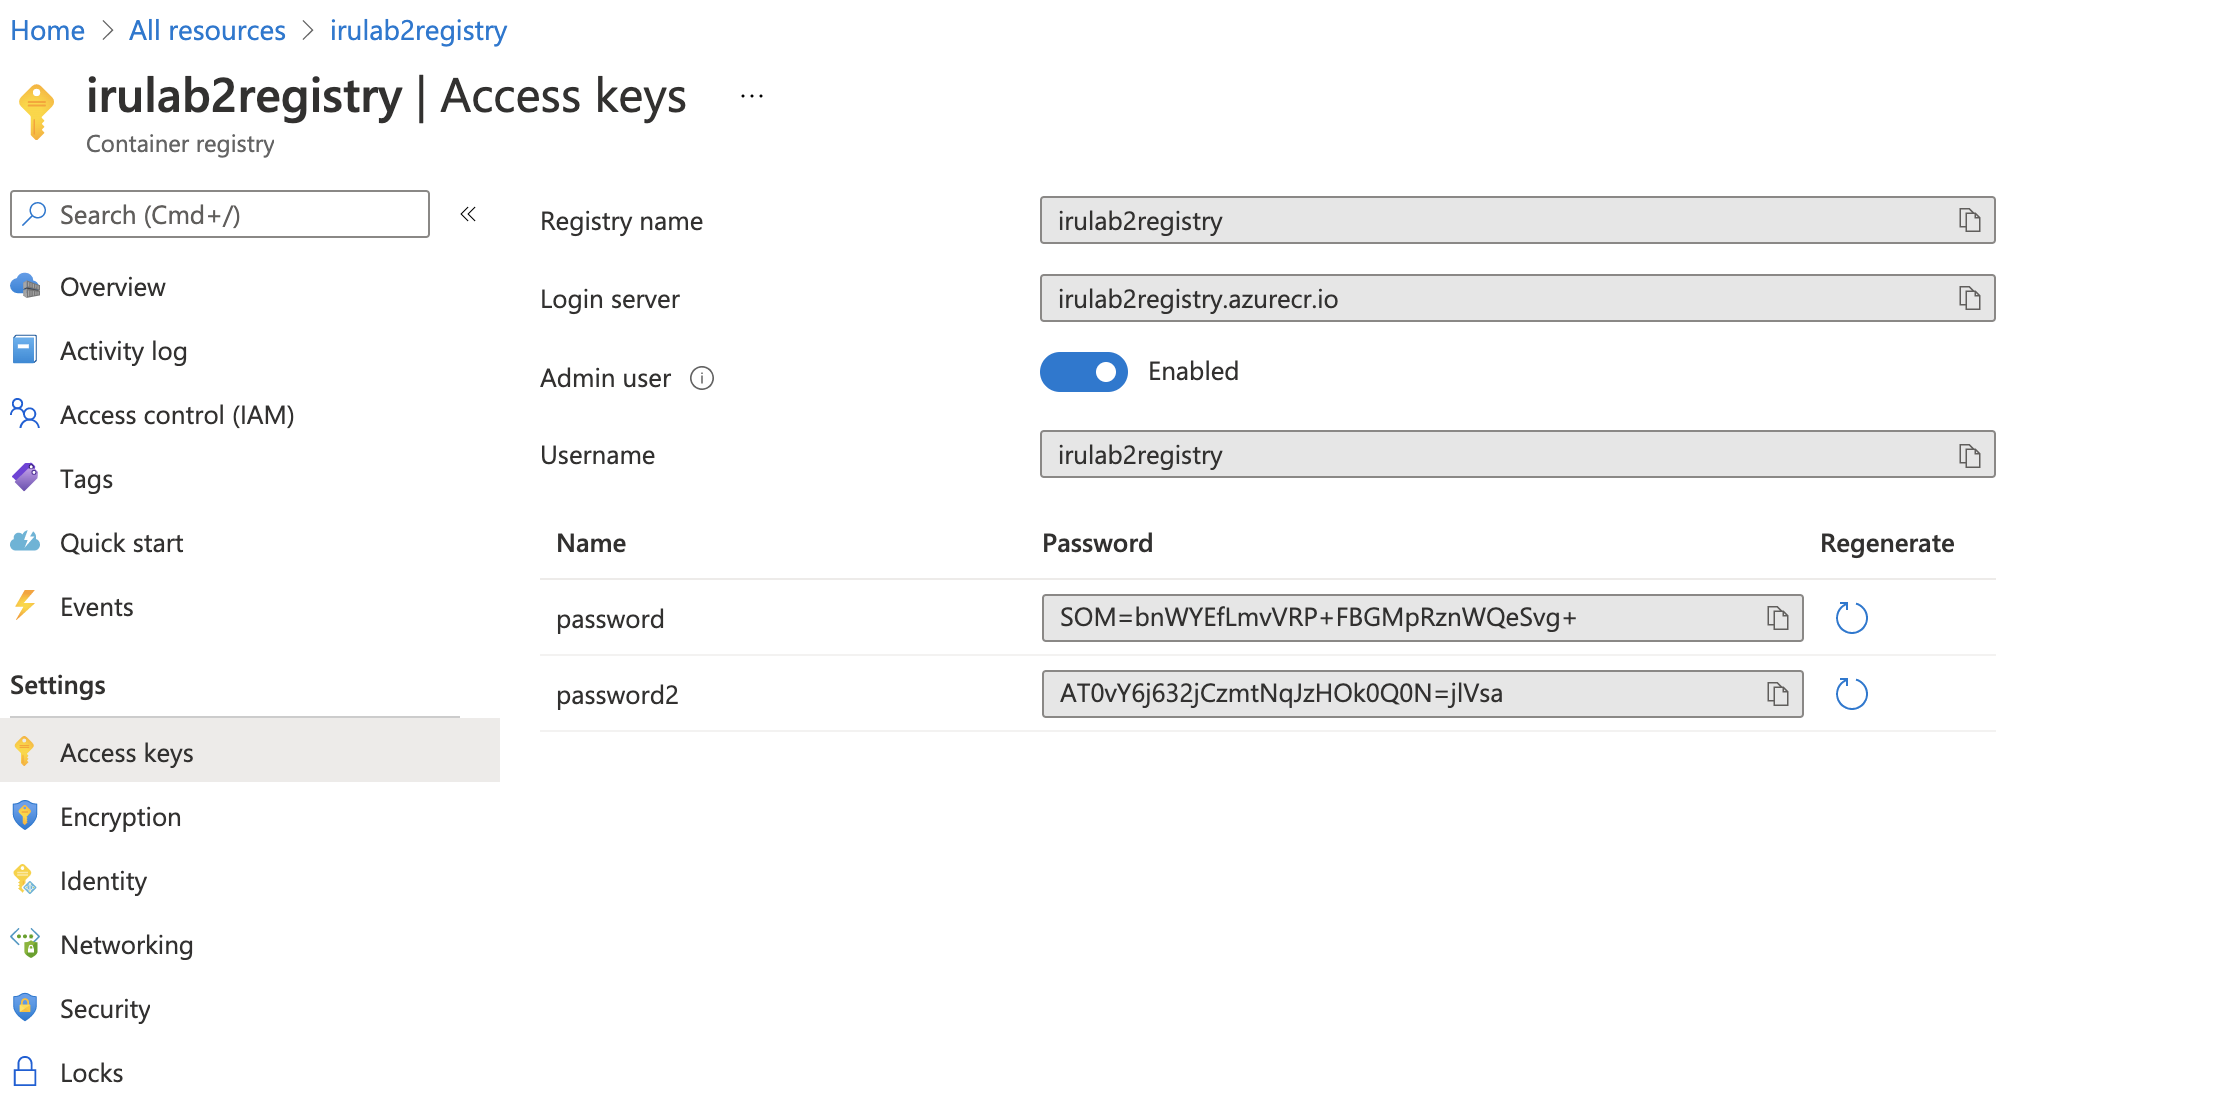 Home > All resources > irulab2registry
irulab2registry | Access keys ...
Container registry
Search (Cmd+/)
«
Overview
Activity log
Access control (IAM)
Tags
Quick start
Events
Settings
Access keys
Encryption
Identity
Networking
Security
Locks
Registry name irulab2registry
Login server irulab2registry.azurecr.io
Admin user Enabled
Username irulab2registry
Name Password Regenerate
password SOM=bnWYEfLmvVRP+FBGMpRznWQeSvg+
password2 AT0vY6j632jCzmtNqJzHOk0Q0N=jlVsa